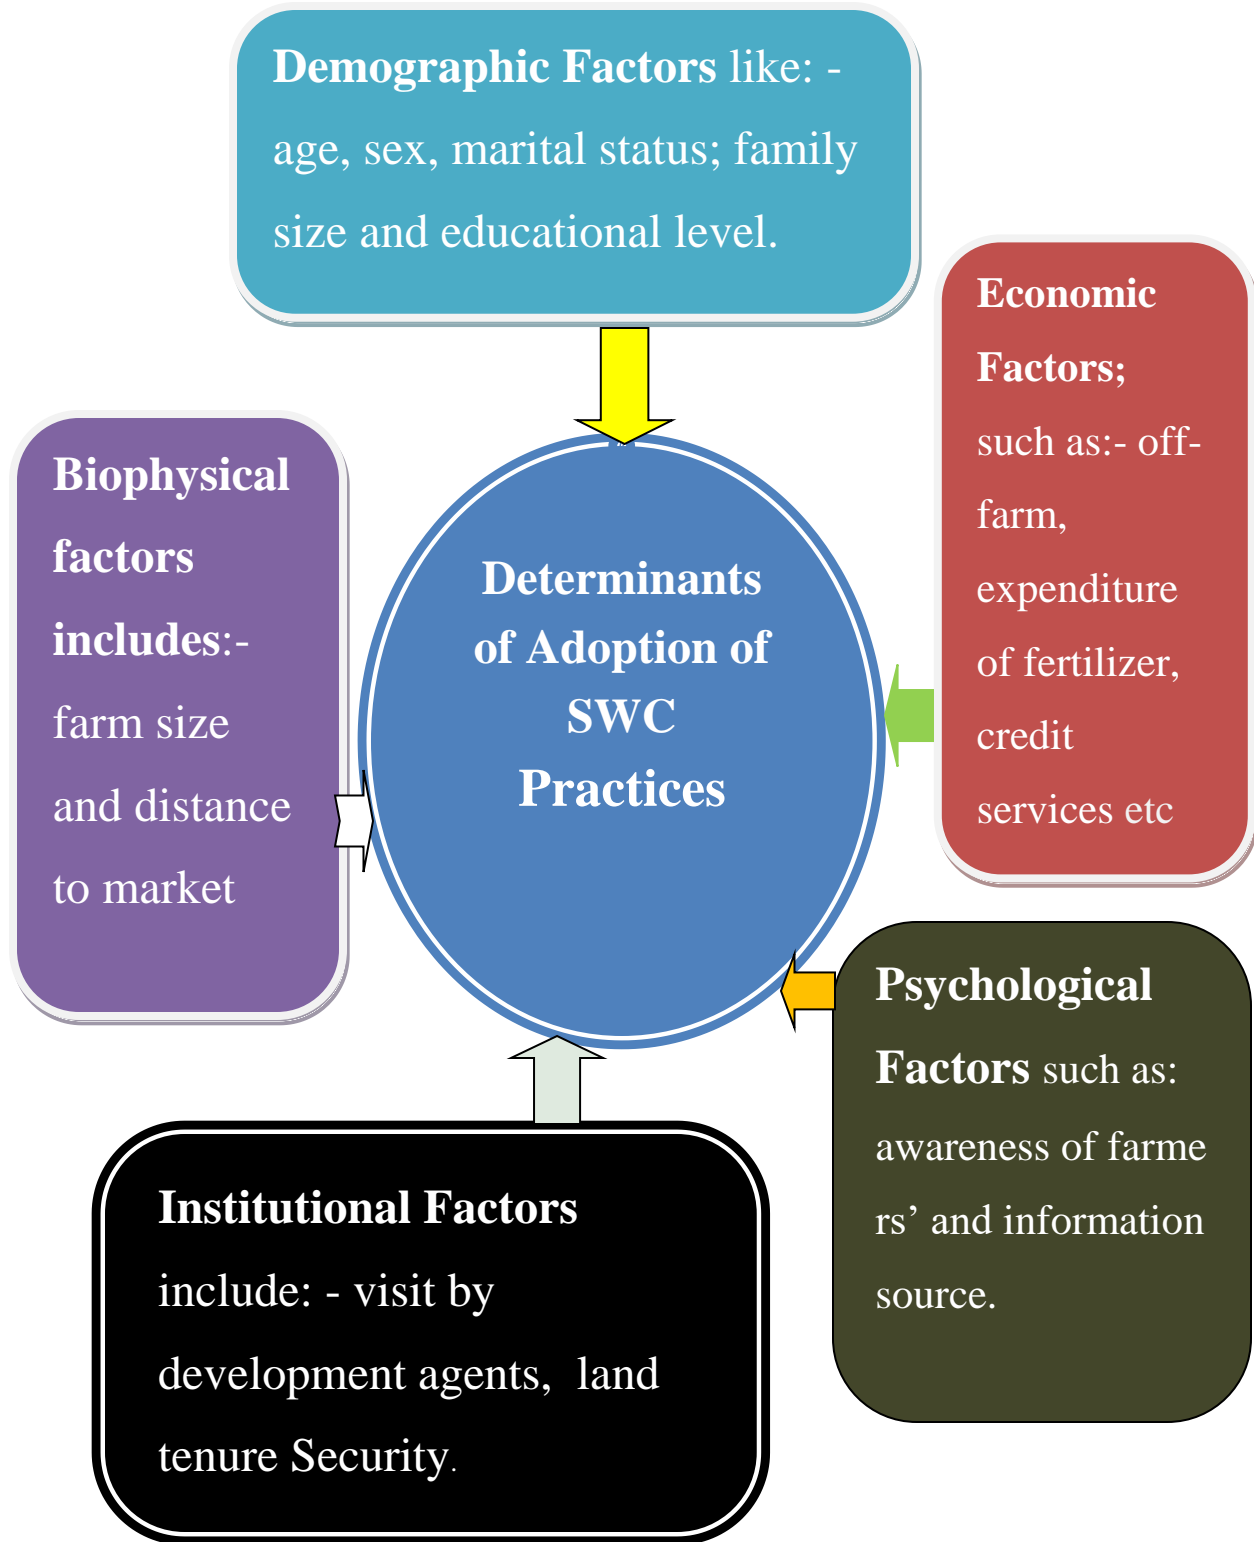 Demographic Factors like: -
age, sex, marital status; family
size and educational level.
Economic
Factors;
such as:- off-
farm,
expenditure
of fertilizer,
credit
services etc
Biophysical
factors
includes:-
farm size
and distance
to market
Determinants
of Adoption of
SWC
Practices
Psychological
Factors such as:
awareness of farme
rs’ and information
source.
Institutional Factors
include: - visit by
development agents,  land
tenure Security.